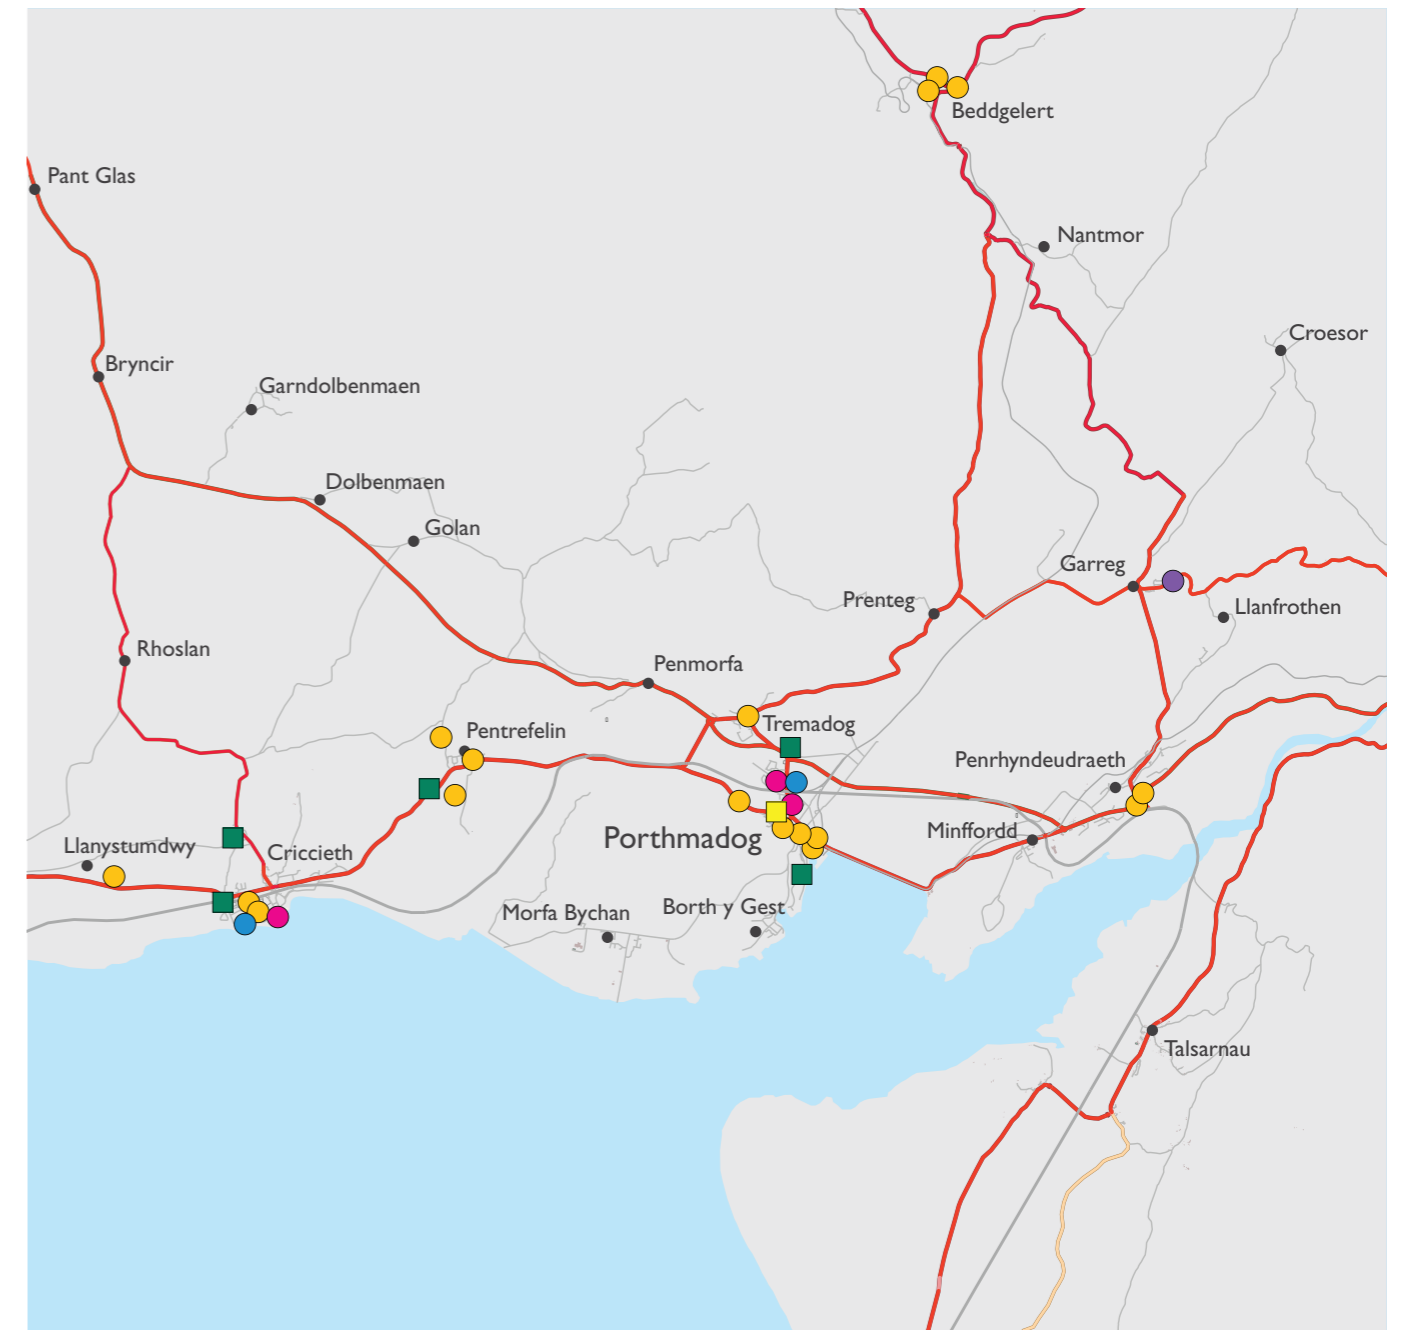 Beddgelert
Pant Glas
Nantmor
Croesor
Bryncir
Garndolbenmaen
Dolbenmaen
Golan
Garreg
Prenteg
Llanfrothen
Rhoslan
Penmorfa
Tremadog
Pentrefelin
Penrhyndeudraeth
Minffordd
Porthmadog
Llanystumdwy
Criccieth
Borth y Gest
Morfa Bychan
Talsarnau